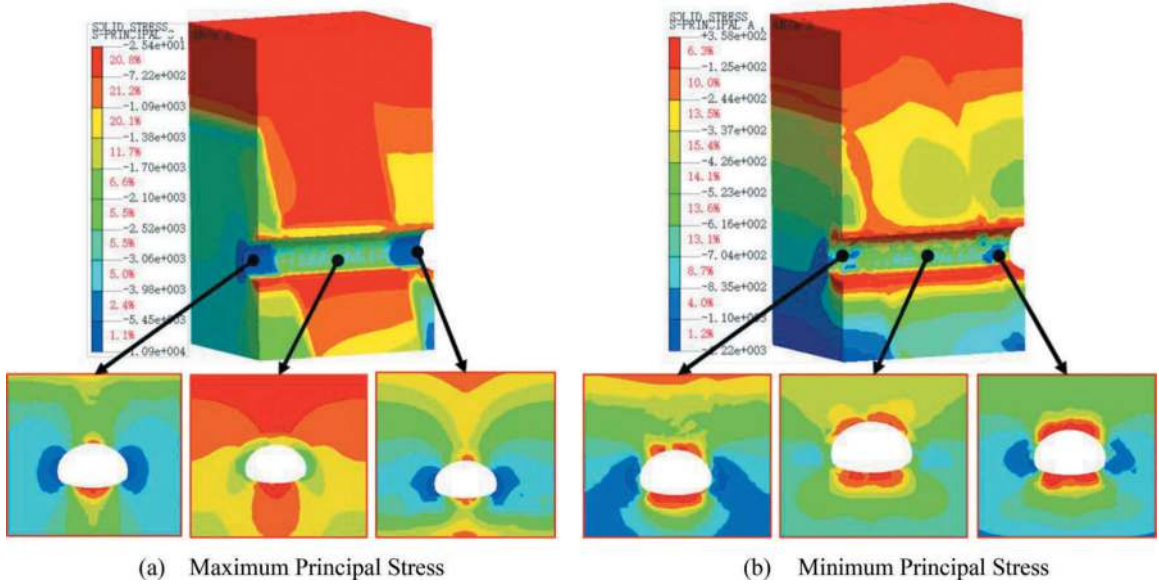 SOLID STRESS
S-PRINCIPAL
-2.54e+001
20.8%
-7.22e+002
21.2%
-1.09e+003
20.1%
-1.38e+003
11.7%
-1.70e+003
6.6%
-2.10e+003
5.5%
-2.52e+003
5.5%
-3.06e+003
5.0%
-3.98e+003
2.4%
-5.45e+003
1.1%
-1.09e+004
SOLID STRESS
S-PRINCIPAL A
+3.58e+002
6.3%
-1.25e+002
10.0%
-2.44e+002
13.5%
-3.37e+002
15.4%
-4.26e+002
14.1%
-5.23e+002
13.6%
-6.16e+002
13.1%
-7.04e+002
8.7%
-8.35e+002
4.0%
-1.10e+003
1.2%
(a) Maximum Principal Stress
(b) Minimum Principal Stress